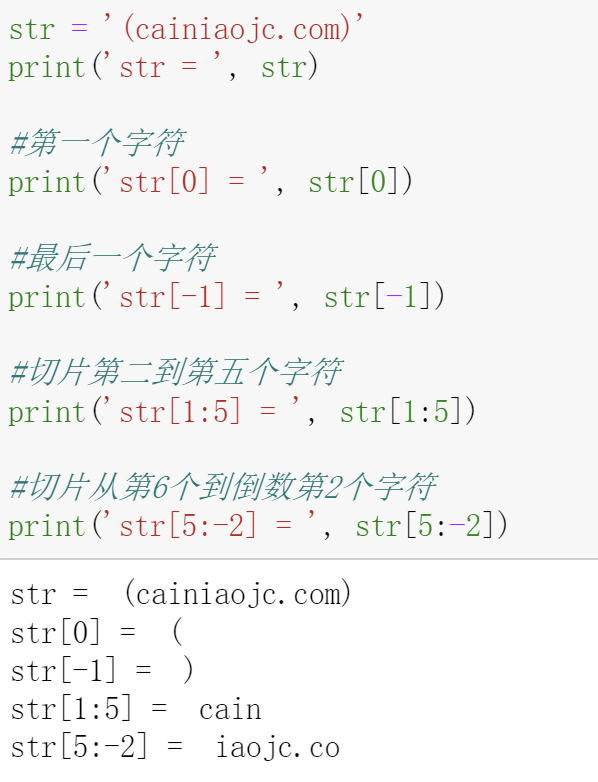 str = '(cainiaojc.com)'
print('str = ', str)
#第一个字符
print('str[0] = ', str[0])
#最后一个字符
print('str[-1] = ', str[-1])
#切片第二到第五个字符
print('str[1:5] = ', str[1:5])
#切片从第6个到倒数第2个字符
print('str[5:-2] = ', str[5:-2])
str =  (cainiaojc.com)
str[0] =  (
str[-1] =  )
str[1:5] =  cain
str[5:-2] =  iaojc.co